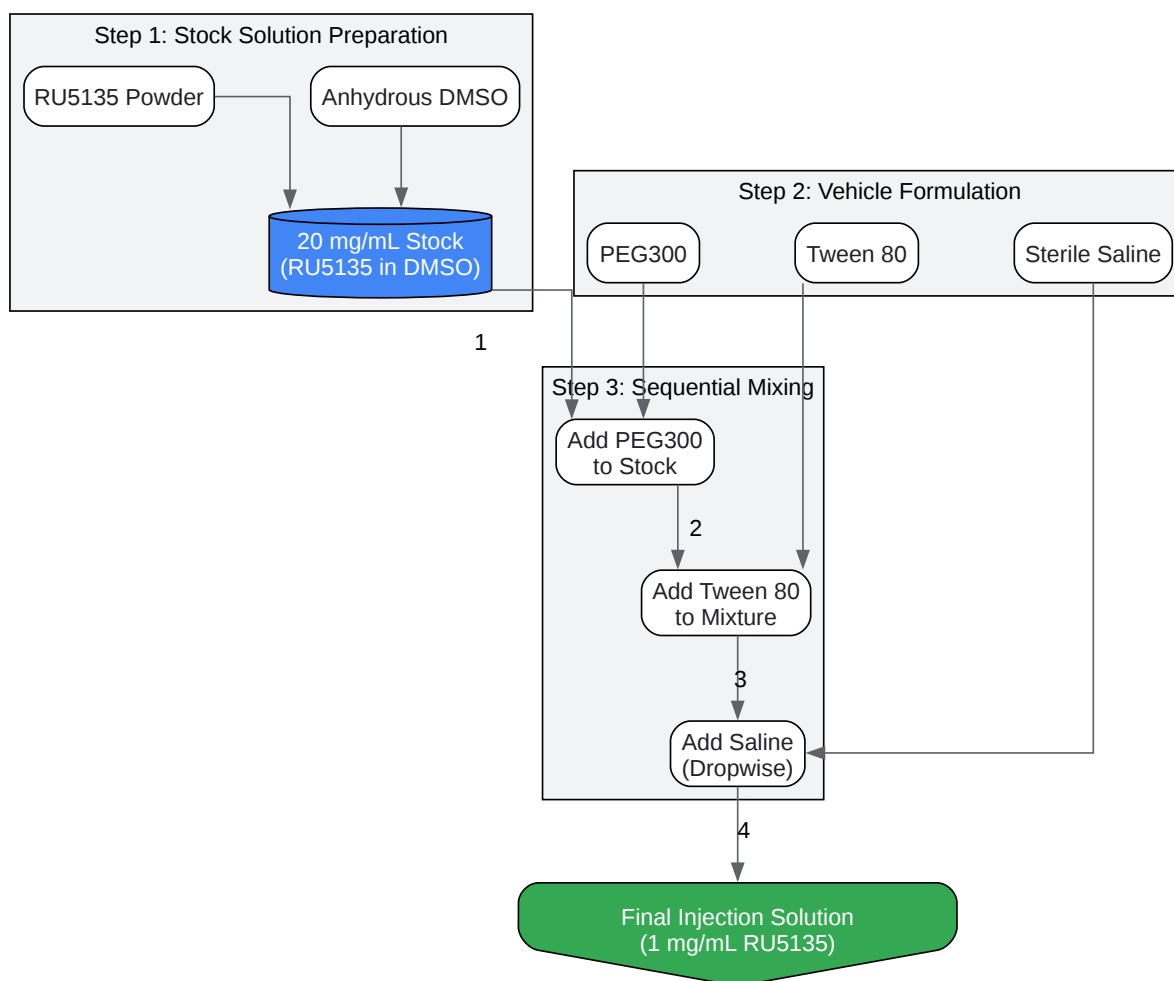 Step 1: Stock Solution Preparation
RU5135 Powder
Anhydrous DMSO
20 mg/mL Stock
(RU5135 in DMSO)
Step 2: Vehicle Formulation
PEG300
Tween 80
Sterile Saline
1
Step 3: Sequential Mixing
Add PEG300
to Stock
2
Add Tween 80
to Mixture
3
Add Saline
(Dropwise)
4
Final Injection Solution
(1 mg/mL RU5135)